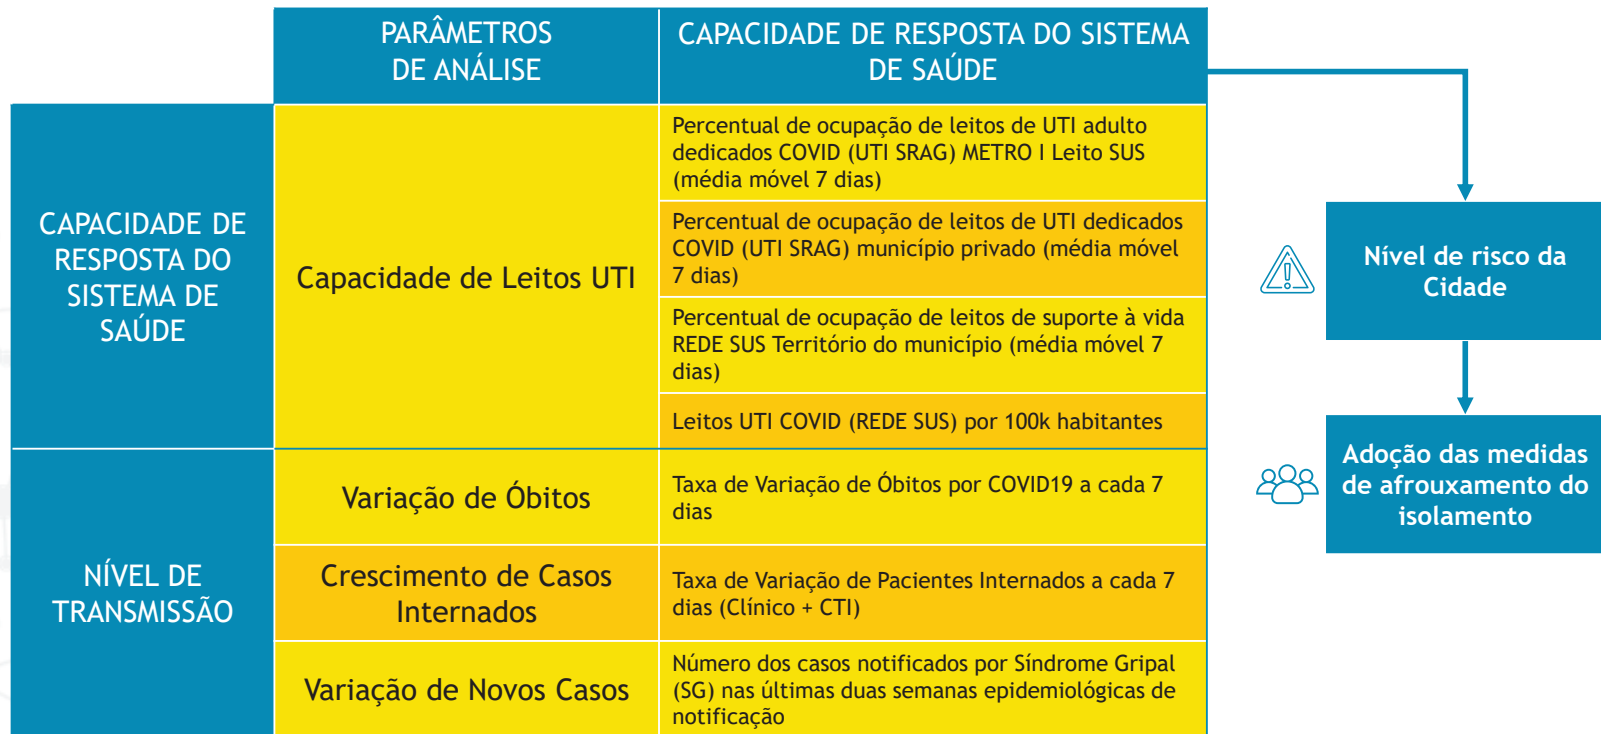 PARÂMETROS
DE ANÁLISE
CAPACIDADE DE RESPOSTA DO SISTEMA
DE SAÚDE
CAPACIDADE DE
RESPOSTA DO
SISTEMA DE
SAÚDE
Capacidade de Leitos UTI
Percentual de ocupação de leitos de UTI adulto
dedicados COVID (UTI SRAG) METRO I Leito SUS
(média móvel 7 dias)
Percentual de ocupação de leitos de UTI dedicados
COVID (UTI SRAG) município privado (média móvel
7 dias)
Percentual de ocupação de leitos de suporte à vida
REDE SUS Território do município (média móvel 7
dias)
Leitos UTI COVID (REDE SUS) por 100k habitantes
NÍVEL DE
TRANSMISSÃO
Variação de Óbitos
Taxa de Variação de Óbitos por COVID19 a cada 7
dias
Crescimento de Casos
Internados
Taxa de Variação de Pacientes Internados a cada 7
dias (Clínico + CTI)
Variação de Novos Casos
Número dos casos notificados por Síndrome Gripal
(SG) nas últimas duas semanas epidemiológicas de
notificação
Nível de risco da
Cidade
Adoção das medidas
de afrouxamento do
isolamento